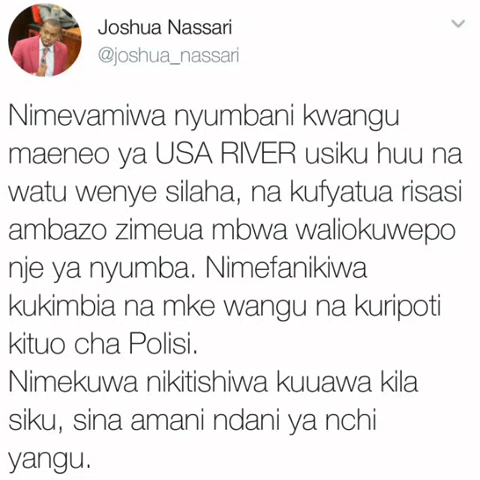 Joshua Nassari
@joshua_nassari
Nimevamiwa nyumbani kwangu
maeneo ya USA RIVER usiku huu na
watu wenye silaha, na kufyatua risasi
ambazo zimeua mbwa waliokuwepo
nje ya nyumba. Nimefanikiwa
kukimbia na mke wangu na kuripoti
kituo cha Polisi.
Nimekuwa nikitishiwa kuuawa kila
siku, sina amani ndani ya nchi
yangu.